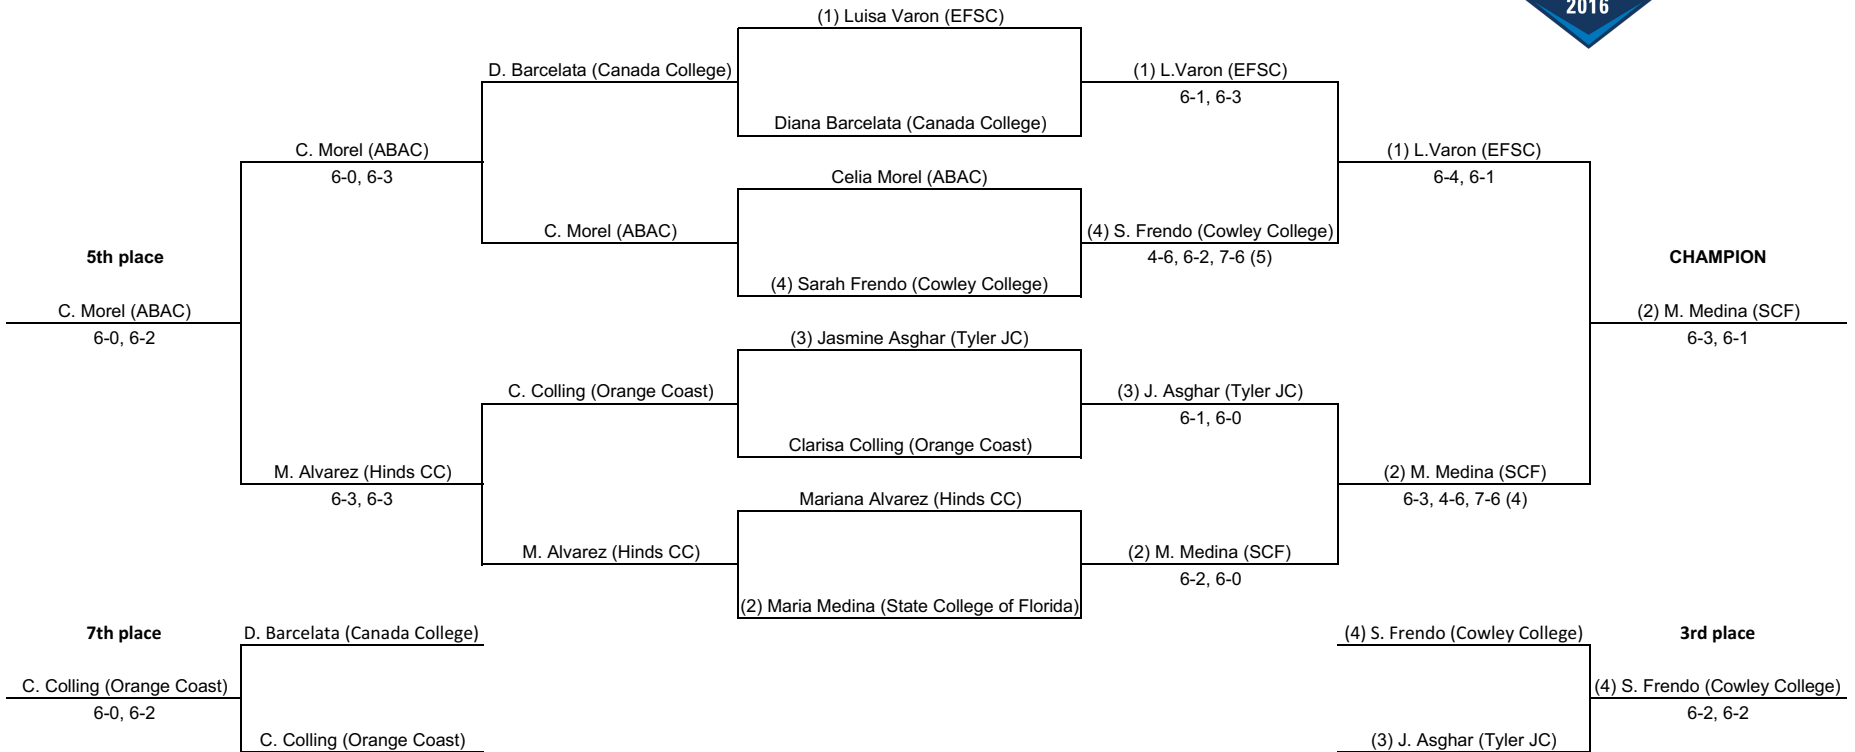 2016
(1) Luisa Varon (EFSC)
D. Barcelata (Canada College)
(1) L.Varon (EFSC)
6-1, 6-3
Diana Barcelata (Canada College)
C. Morel (ABAC)
6-0, 6-3
(1) L.Varon (EFSC)
6-4, 6-1
Celia Morel (ABAC)
C. Morel (ABAC)
(4) S. Frendo (Cowley College)
4-6, 6-2, 7-6 (5)
5th place
CHAMPION
(4) Sarah Frendo (Cowley College)
C. Morel (ABAC)
6-0, 6-2
(2) M. Medina (SCF)
6-3, 6-1
(3) Jasmine Asghar (Tyler JC)
C. Colling (Orange Coast)
(3) J. Asghar (Tyler JC)
6-1, 6-0
Clarisa Colling (Orange Coast)
M. Alvarez (Hinds CC)
6-3, 6-3
(2) M. Medina (SCF)
6-3, 4-6, 7-6 (4)
Mariana Alvarez (Hinds CC)
M. Alvarez (Hinds CC)
(2) M. Medina (SCF)
6-2, 6-0
(2) Maria Medina (State College of Florida)
7th place
D. Barcelata (Canada College)
(4) S. Frendo (Cowley College)
3rd place
C. Colling (Orange Coast)
6-0, 6-2
(4) S. Frendo (Cowley College)
6-2, 6-2
C. Colling (Orange Coast)
(3) J. Asghar (Tyler JC)